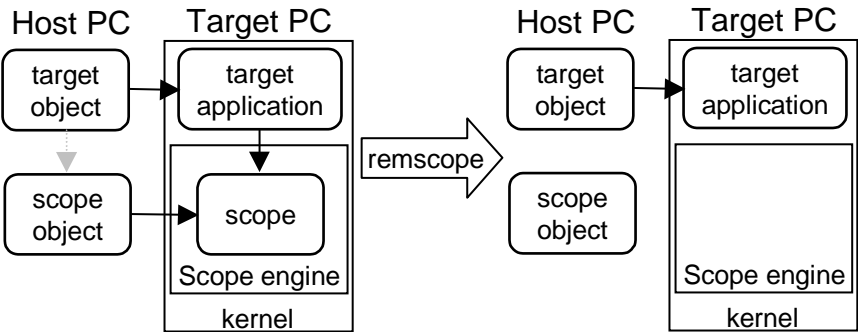 Host PC
Target PC
target
object
target
application
scope
object
scope
Scope engine
kernel
remscope
Host PC
Target PC
target
object
target
application
scope
object
Scope engine
kernel